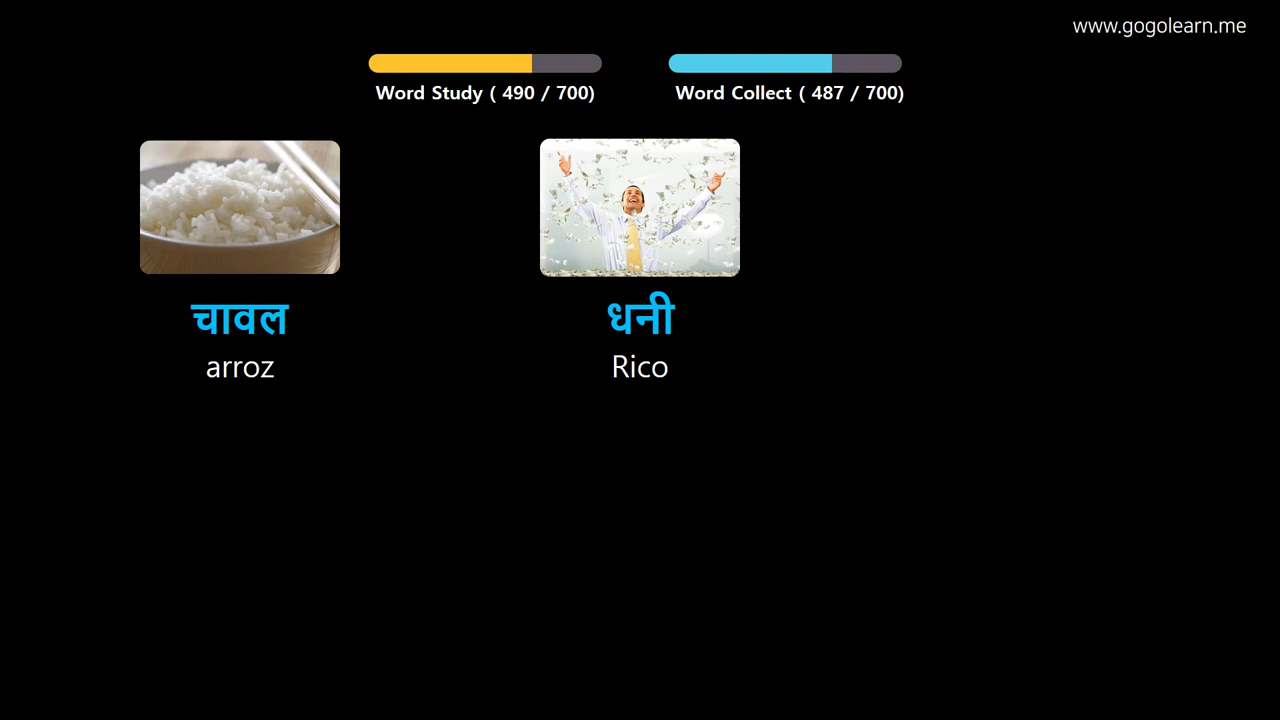 www.gogolearn.me
Word Study ( 490 / 700)
Word Collect ( 487 / 700)
चावल
arroz
धनी
Rico